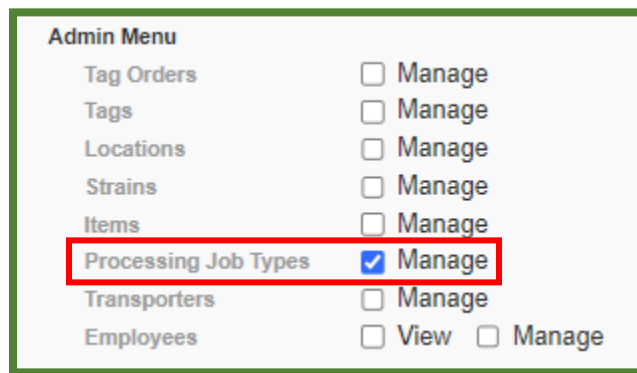 Admin Menu
Tag Orders Manage
Tags Manage
Locations Manage
Strains Manage
Items Manage
Processing Job Types Manage
Transporters Manage
Employees View Manage